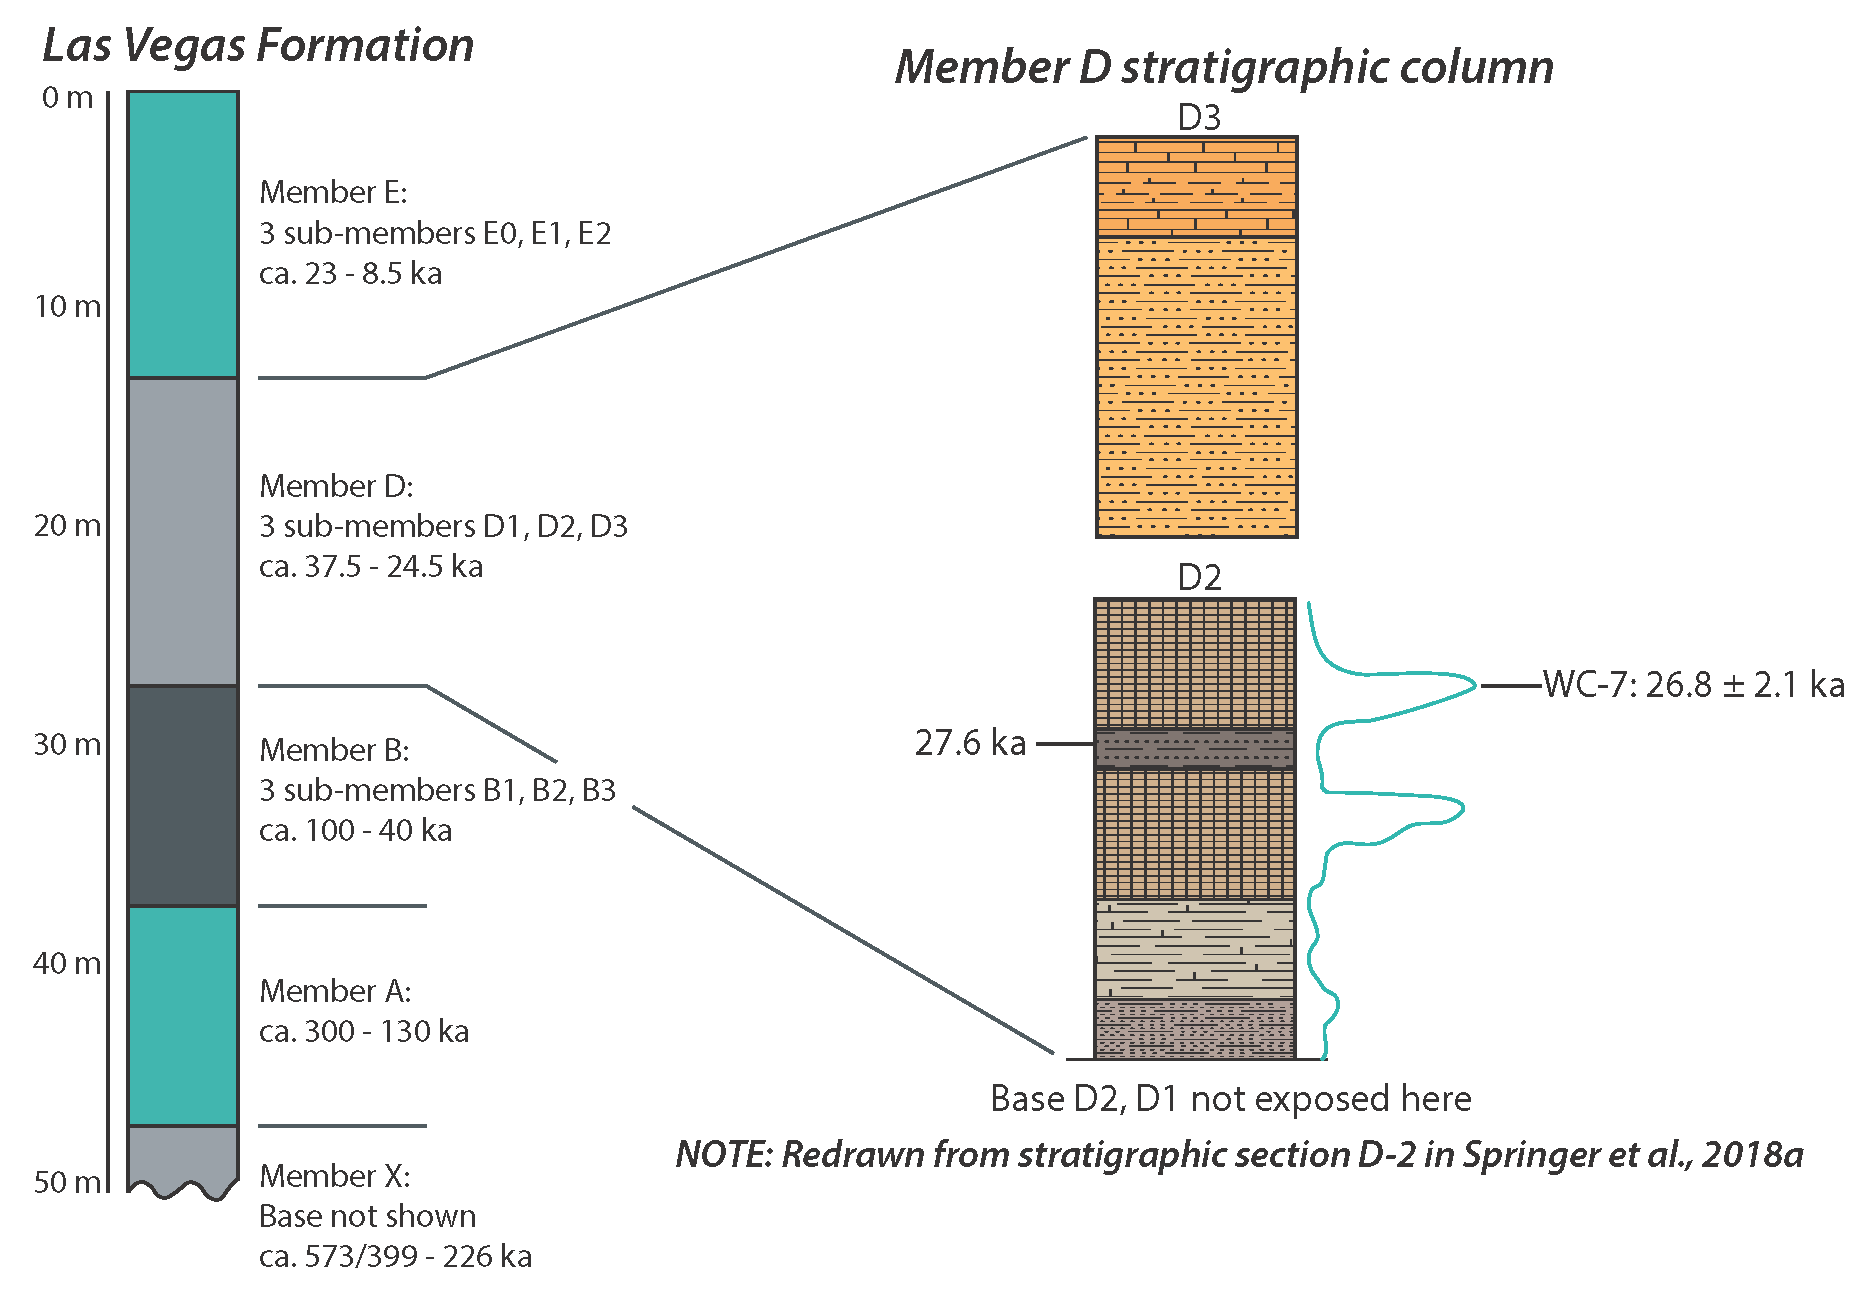 Las Vegas Formation
0 m
10 m
20 m
30 m
40 m
50 m
Member E:
3 sub-members E0, E1, E2
ca. 23 - 8.5 ka
Member D:
3 sub-members D1, D2, D3
ca. 37.5 - 24.5 ka
Member B:
3 sub-members B1, B2, B3
ca. 100 - 40 ka
Member A:
ca. 300 - 130 ka
Member X:
Base not shown
ca. 573/399 - 226 ka
Member D stratigraphic column
D3
D2
27.6 ka
WC-7: 26.8 ± 2.1 ka
Base D2, D1 not exposed here
NOTE: Redrawn from stratigraphic section D-2 in Springer et al., 2018a